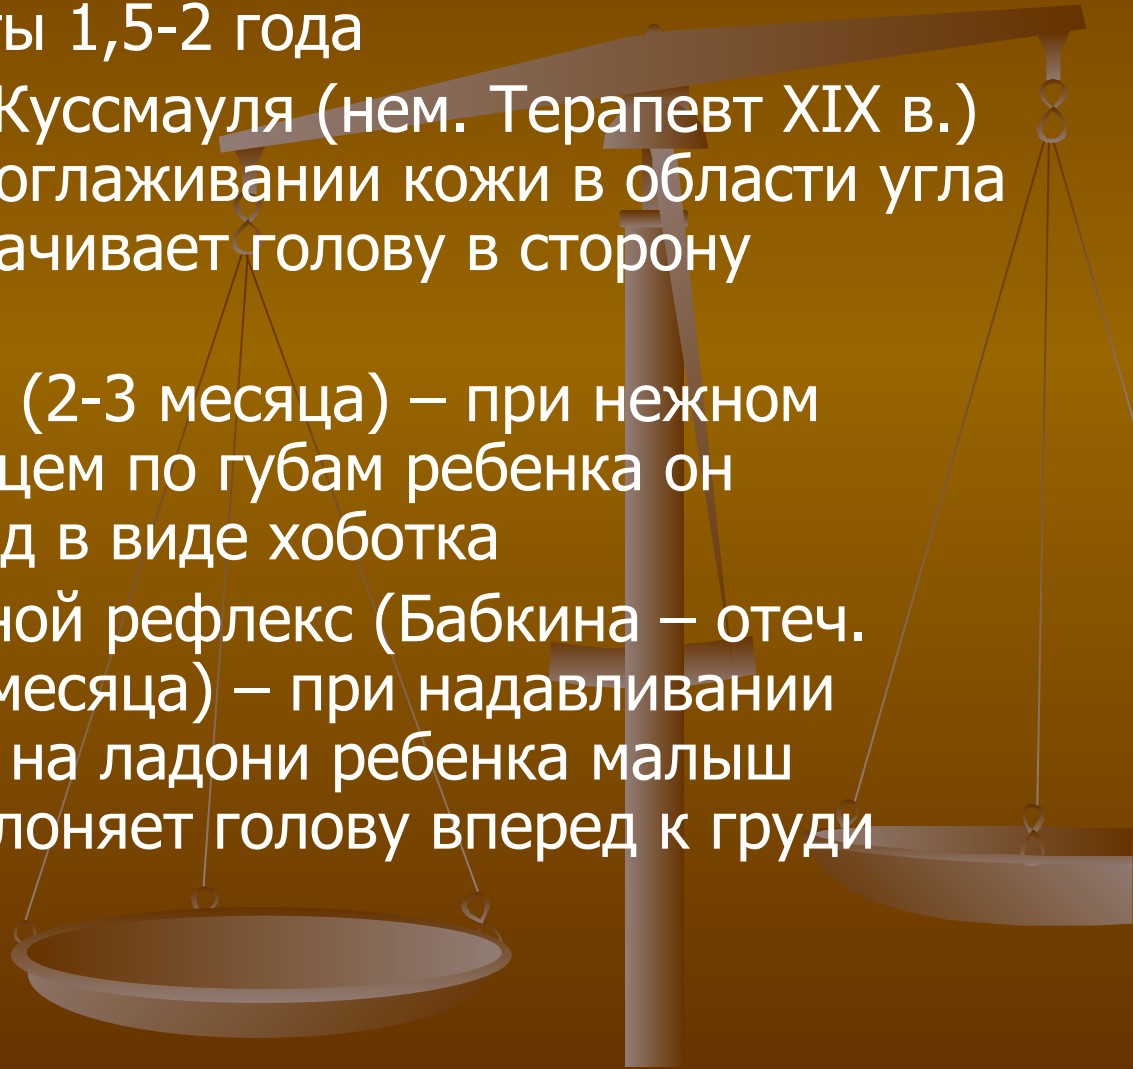 ты 1,5-2 года
Куссмауля (нем. Терапевт XIX в.)
оглаживании кожи в области угла
ачивает голову в сторону
(2-3 месяца) – при нежном
цем по губам ребенка он
д в виде хоботка
ной рефлекс (Бабкина – отеч.
месяца) – при надавливании
на ладони ребенка малыш
лоняет голову вперед к груди